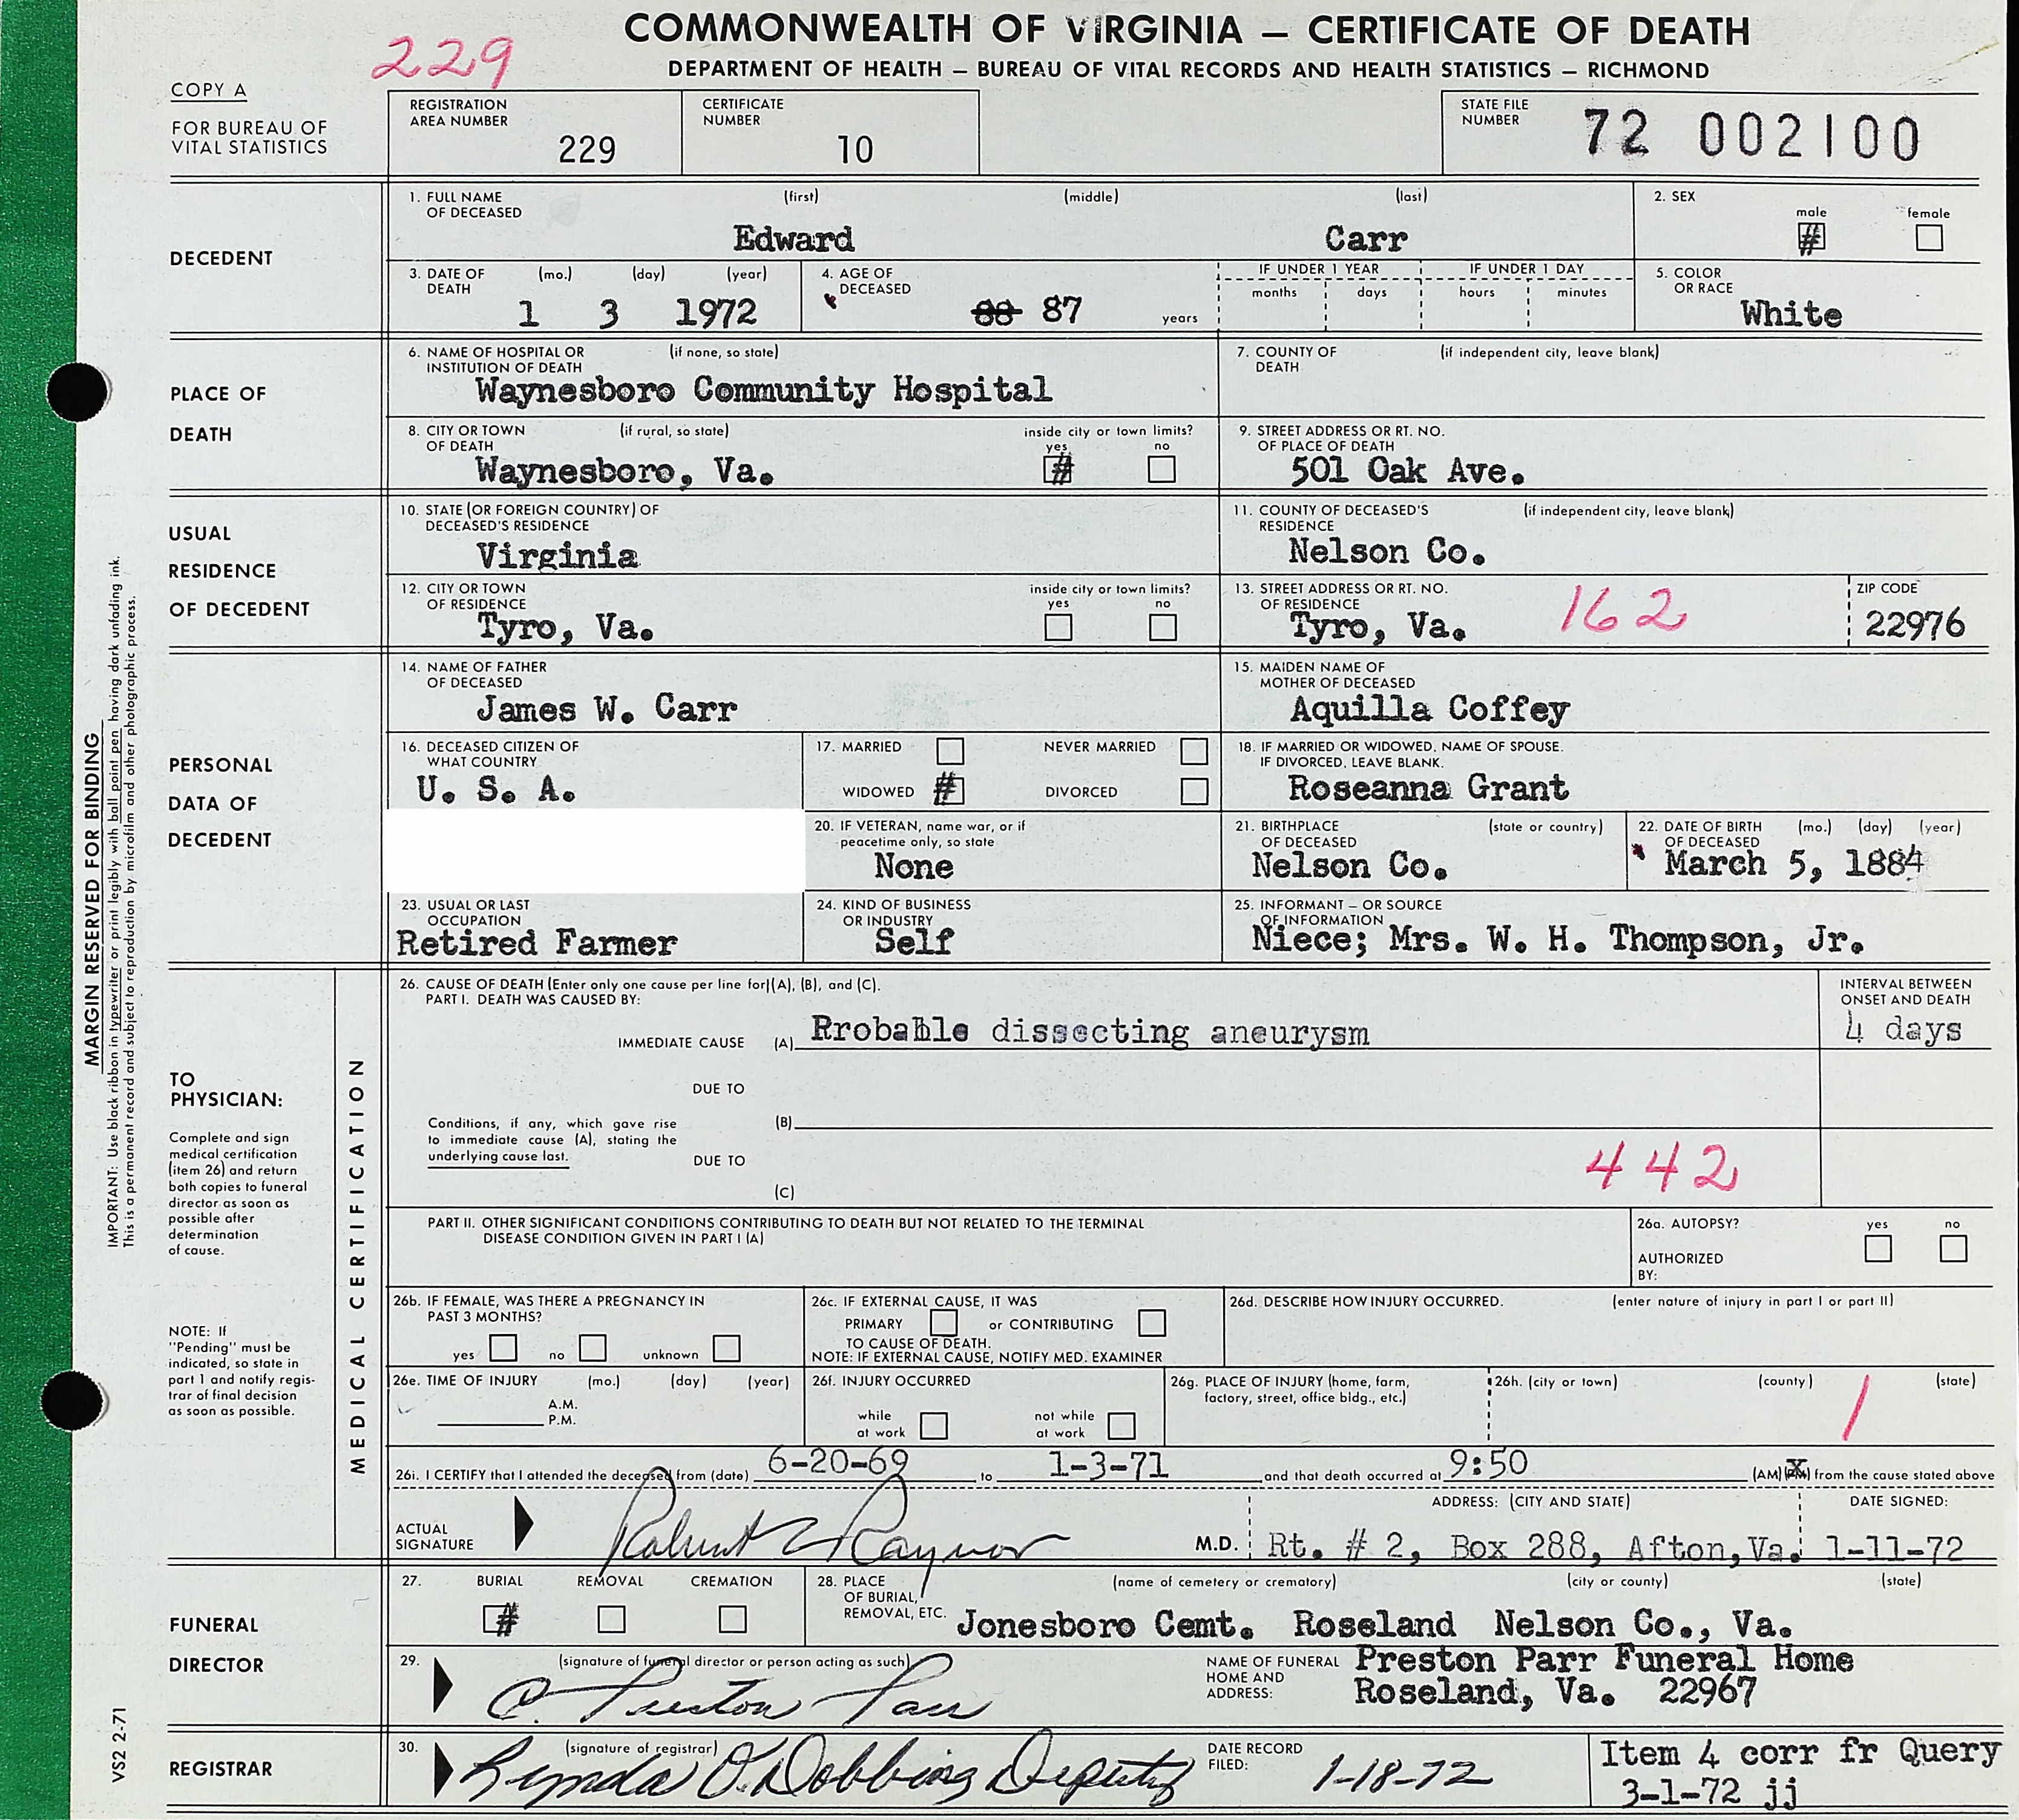 COMMONWEALTH OF VIRGINIA — CERTIFICATE OF DEATH
229
DEPARTMENT OF HEALTH — BUREAU OF VITAL RECORDS AND HEALTH STATISTICS — RICHMOND
COPY A
FOR BUREAU OF
VITAL STATISTICS
REGISTRATION
AREA NUMBER
229
CERTIFICATE
NUMBER
10
STATE FILE
NUMBER
72 002100
DECEDENT
1. FULL NAME (first) (middle) (last)
OF DECEASED
Edward Carr
2. SEX
male female
#
3. DATE OF (mo.) (day) (year)
DEATH
1 3 1972
4. AGE OF
DECEASED
88 87 years
IF UNDER 1 YEAR IF UNDER 1 DAY
months days hours minutes
5. COLOR
OR RACE
White
PLACE OF
DEATH
6. NAME OF HOSPITAL OR (if none, so state)
INSTITUTION OF DEATH
Waynesboro Community Hospital
7. COUNTY OF (if independent city, leave blank)
DEATH
8. CITY OR TOWN (if rural, so state) inside city or town limits?
OF DEATH yes no
Waynesboro, Va. #
9. STREET ADDRESS OR RT. NO.
OF PLACE OF DEATH
501 Oak Ave.
USUAL
RESIDENCE
OF DECEDENT
10. STATE (OR FOREIGN COUNTRY) OF
DECEASED'S RESIDENCE
Virginia
11. COUNTY OF DECEASED'S (if independent city, leave blank)
RESIDENCE
Nelson Co.
12. CITY OR TOWN inside city or town limits?
OF RESIDENCE yes no
Tyro, Va.
13. STREET ADDRESS OR RT. NO.
OF RESIDENCE
Tyro, Va. 162
ZIP CODE
22976
PERSONAL
DATA OF
DECEDENT
14. NAME OF FATHER
OF DECEASED
James W. Carr
15. MAIDEN NAME OF
MOTHER OF DECEASED
Aquilla Coffey
16. DECEASED CITIZEN OF
WHAT COUNTRY
U. S. A.
17. MARRIED NEVER MARRIED
WIDOWED # DIVORCED
18. IF MARRIED OR WIDOWED, NAME OF SPOUSE.
IF DIVORCED, LEAVE BLANK.
Roseanna Grant
20. IF VETERAN, name war, or if
peacetime only, so state
None
21. BIRTHPLACE (state or country)
OF DECEASED
Nelson Co.
22. DATE OF BIRTH (mo.) (day) (year)
OF DECEASED
March 5, 1884
23. USUAL OR LAST
OCCUPATION
Retired Farmer
24. KIND OF BUSINESS
OR INDUSTRY
Self
25. INFORMANT — OR SOURCE
OF INFORMATION
Niece; Mrs. W. H. Thompson, Jr.
MARGIN RESERVED FOR BINDING
IMPORTANT: Use black ribbon in typewriter or print legibly with ball point pen having dark unfading ink.
This is a permanent record and subject to reproduction by microfilm and other photographic process.
VS2 2-71
TO
PHYSICIAN:
Complete and sign
medical certification
(item 26) and return
both copies to funeral
director as soon as
possible after
determination
of cause.
NOTE: If
"Pending" must be
indicated, so state in
part 1 and notify regis-
trar of final decision
as soon as possible.
MEDICAL CERTIFICATION
26. CAUSE OF DEATH (Enter only one cause per line for (A), (B), and (C).
PART I. DEATH WAS CAUSED BY:
IMMEDIATE CAUSE (A) Rrobable dissecting aneurysm
INTERVAL BETWEEN
ONSET AND DEATH
4 days
DUE TO
Conditions, if any, which gave rise (B)
to immediate cause (A), stating the
underlying cause last.
DUE TO
442
(C)
PART II. OTHER SIGNIFICANT CONDITIONS CONTRIBUTING TO DEATH BUT NOT RELATED TO THE TERMINAL
DISEASE CONDITION GIVEN IN PART I (A)
26a. AUTOPSY? yes no
AUTHORIZED
BY:
26b. IF FEMALE, WAS THERE A PREGNANCY IN
PAST 3 MONTHS?
yes no unknown
26c. IF EXTERNAL CAUSE, IT WAS
PRIMARY or CONTRIBUTING
TO CAUSE OF DEATH.
NOTE: IF EXTERNAL CAUSE, NOTIFY MED. EXAMINER
26d. DESCRIBE HOW INJURY OCCURRED. (enter nature of injury in part I or part II)
26e. TIME OF INJURY (mo.) (day) (year)
A.M.
P.M.
26f. INJURY OCCURRED
while not while
at work at work
26g. PLACE OF INJURY (home, farm,
factory, street, office bldg., etc.)
26h. (city or town) (county) (state)
1
26i. I CERTIFY that I attended the deceased from (date) 6-20-69 to 1-3-71 and that death occurred at 9:50 (AM) (PM) from the cause stated above
X
ACTUAL
SIGNATURE
Robert Raynor
M.D.
ADDRESS: (CITY AND STATE)
Rt. # 2, Box 288, Afton, Va.
DATE SIGNED:
1-11-72
FUNERAL
DIRECTOR
27. BURIAL REMOVAL CREMATION
#
28. PLACE (name of cemetery or crematory) (city or county) (state)
OF BURIAL,
REMOVAL, ETC.
Jonesboro Cemt. Roseland Nelson Co., Va.
29. (signature of funeral director or person acting as such)
C. Preston Parr
NAME OF FUNERAL
HOME AND
ADDRESS:
Preston Parr Funeral Home
Roseland, Va. 22967
REGISTRAR
30. (signature of registrar)
Lynda O. Dobbins Deputy
DATE RECORD
FILED:
1-18-72
Item 4 corr fr Query
3-1-72 jj